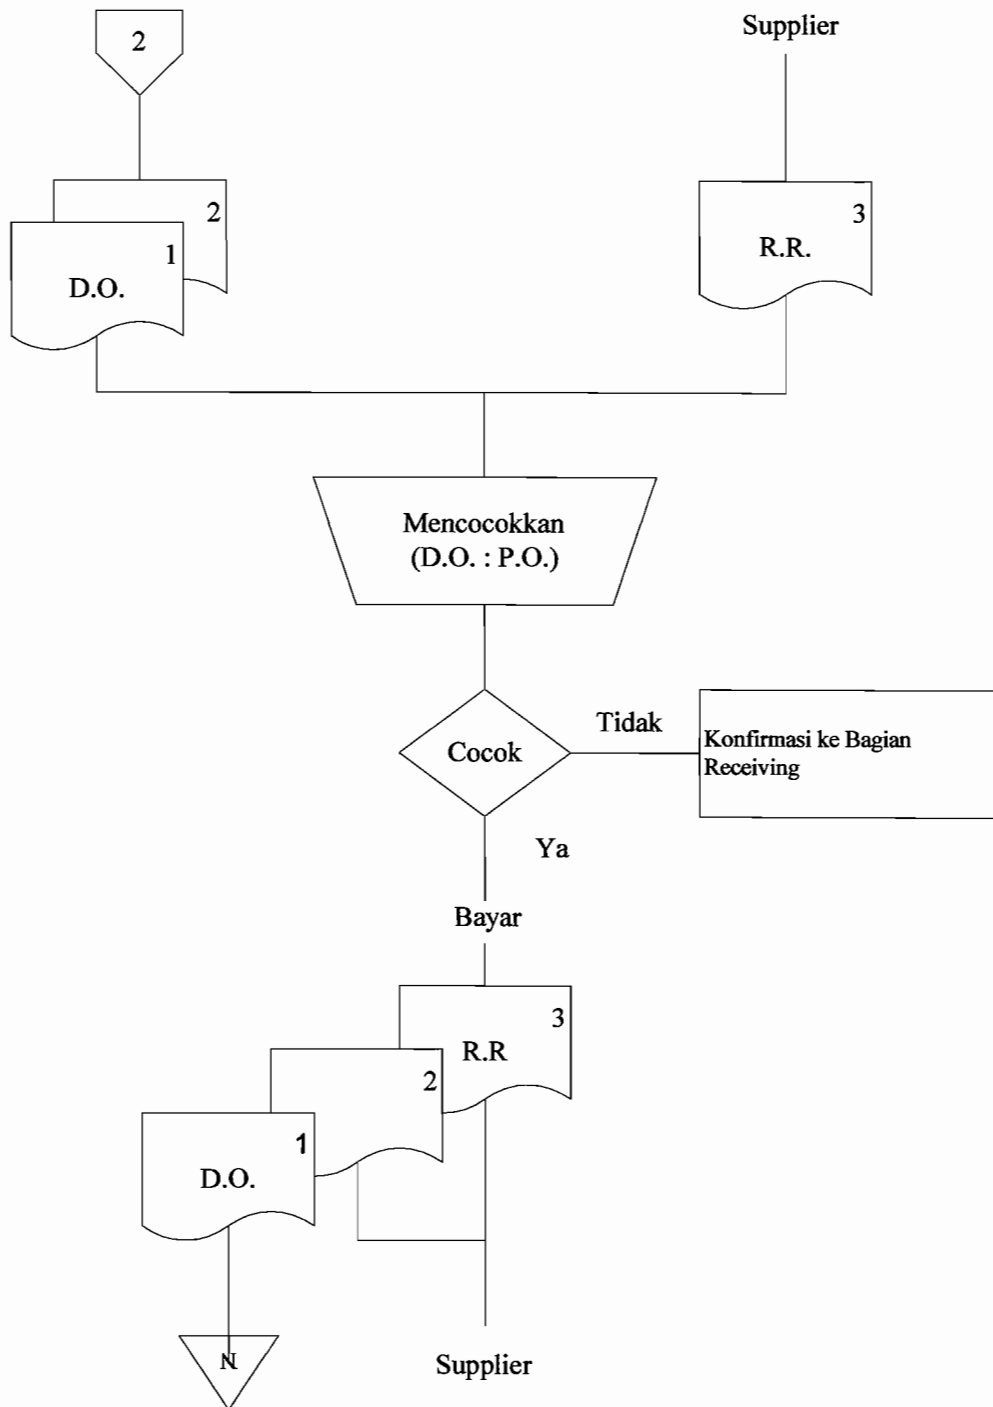 2
Supplier
2
1
D.O.
3
R.R.
Mencocokkan
(D.O. : P.O.)
Cocok
Tidak
Konfirmasi ke Bagian
Receiving
Ya
Bayar
3
R.R
2
1
D.O.
N
Supplier